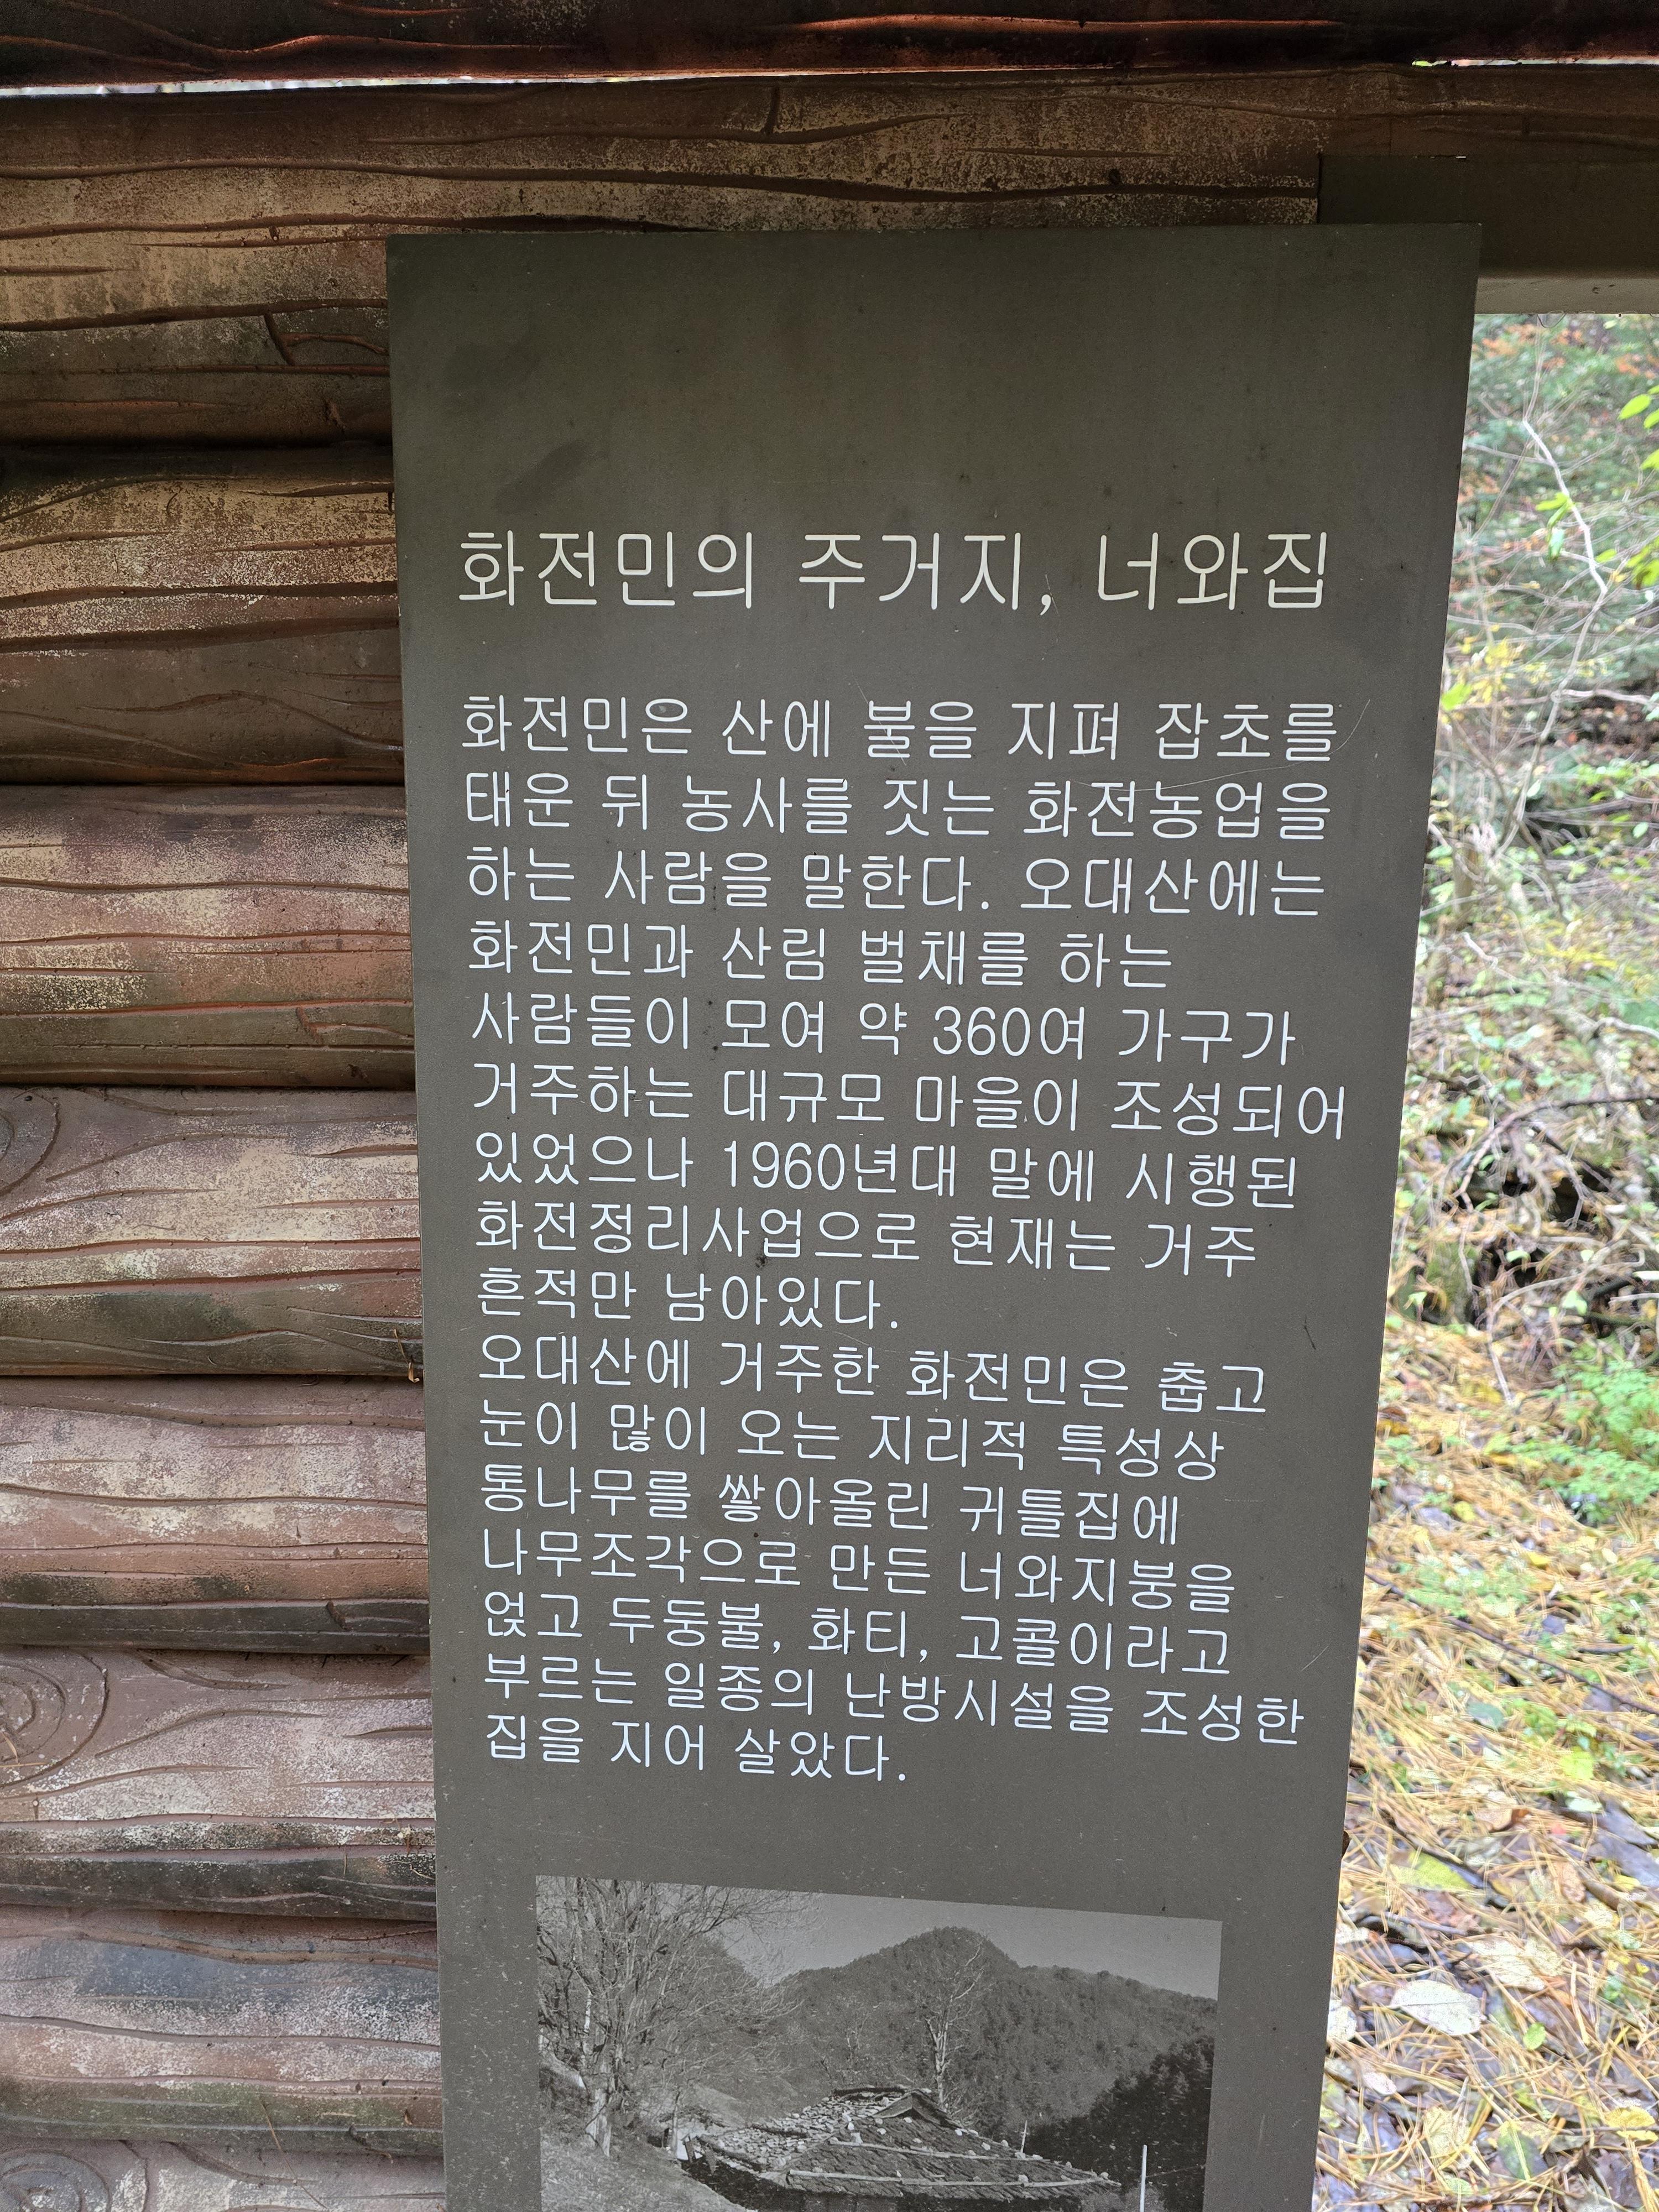 화전민의 주거지, 너와집
화전민은 산에 불을 지펴 잡초를
태운 뒤 농사를 짓는 화전농업을
하는 사람을 말한다. 오대산에는
화전민과 산림 벌채를 하는
사람들이 모여 약 360여 가구가
거주하는 대규모 마을이 조성되어
있었으나 1960년대 말에 시행된
화전정리사업으로 현재는 거주
흔적만 남아있다.
오대산에 거주한 화전민은 춥고
눈이 많이 오는 지리적 특성상
통나무를 쌓아올린 귀틀집에
나무조각으로 만든 너와지붕을
얹고 두둥불, 화티, 고콜이라고
부르는 일종의 난방시설을 조성한
집을 지어 살았다.